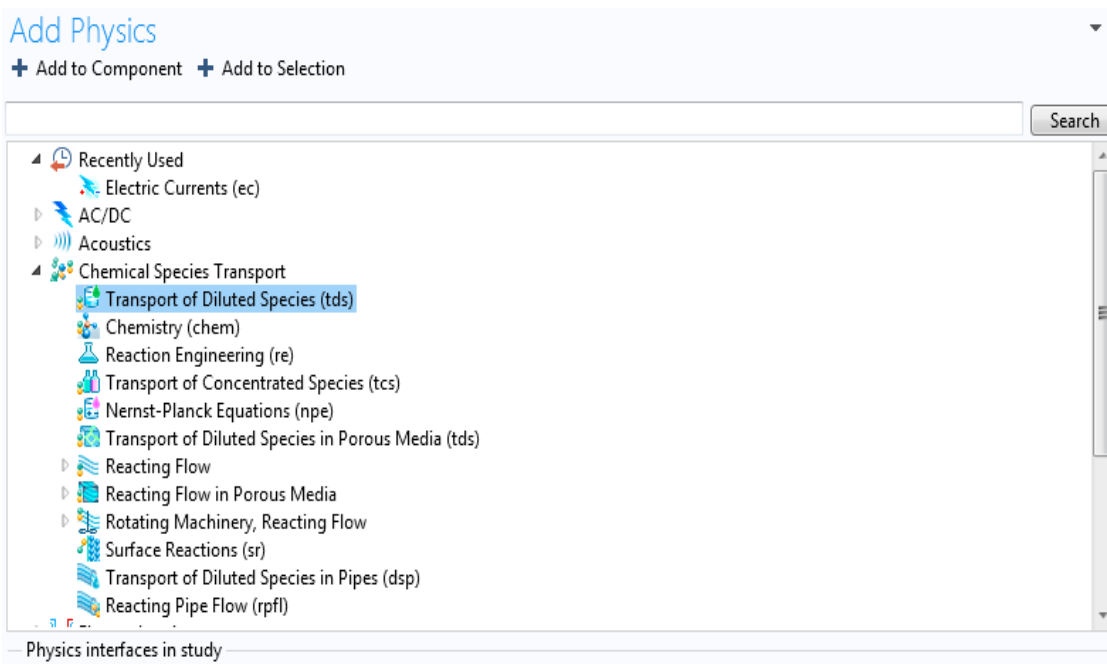 Add Physics
Add to Component Add to Selection
Search
Recently Used
Electric Currents (ec)
AC/DC
Acoustics
Chemical Species Transport
Transport of Diluted Species (tds)
Chemistry (chem)
Reaction Engineering (re)
Transport of Concentrated Species (tcs)
Nernst-Planck Equations (npe)
Transport of Diluted Species in Porous Media (tds)
Reacting Flow
Reacting Flow in Porous Media
Rotating Machinery, Reacting Flow
Surface Reactions (sr)
Transport of Diluted Species in Pipes (dsp)
Reacting Pipe Flow (rpfl)
Physics interfaces in study